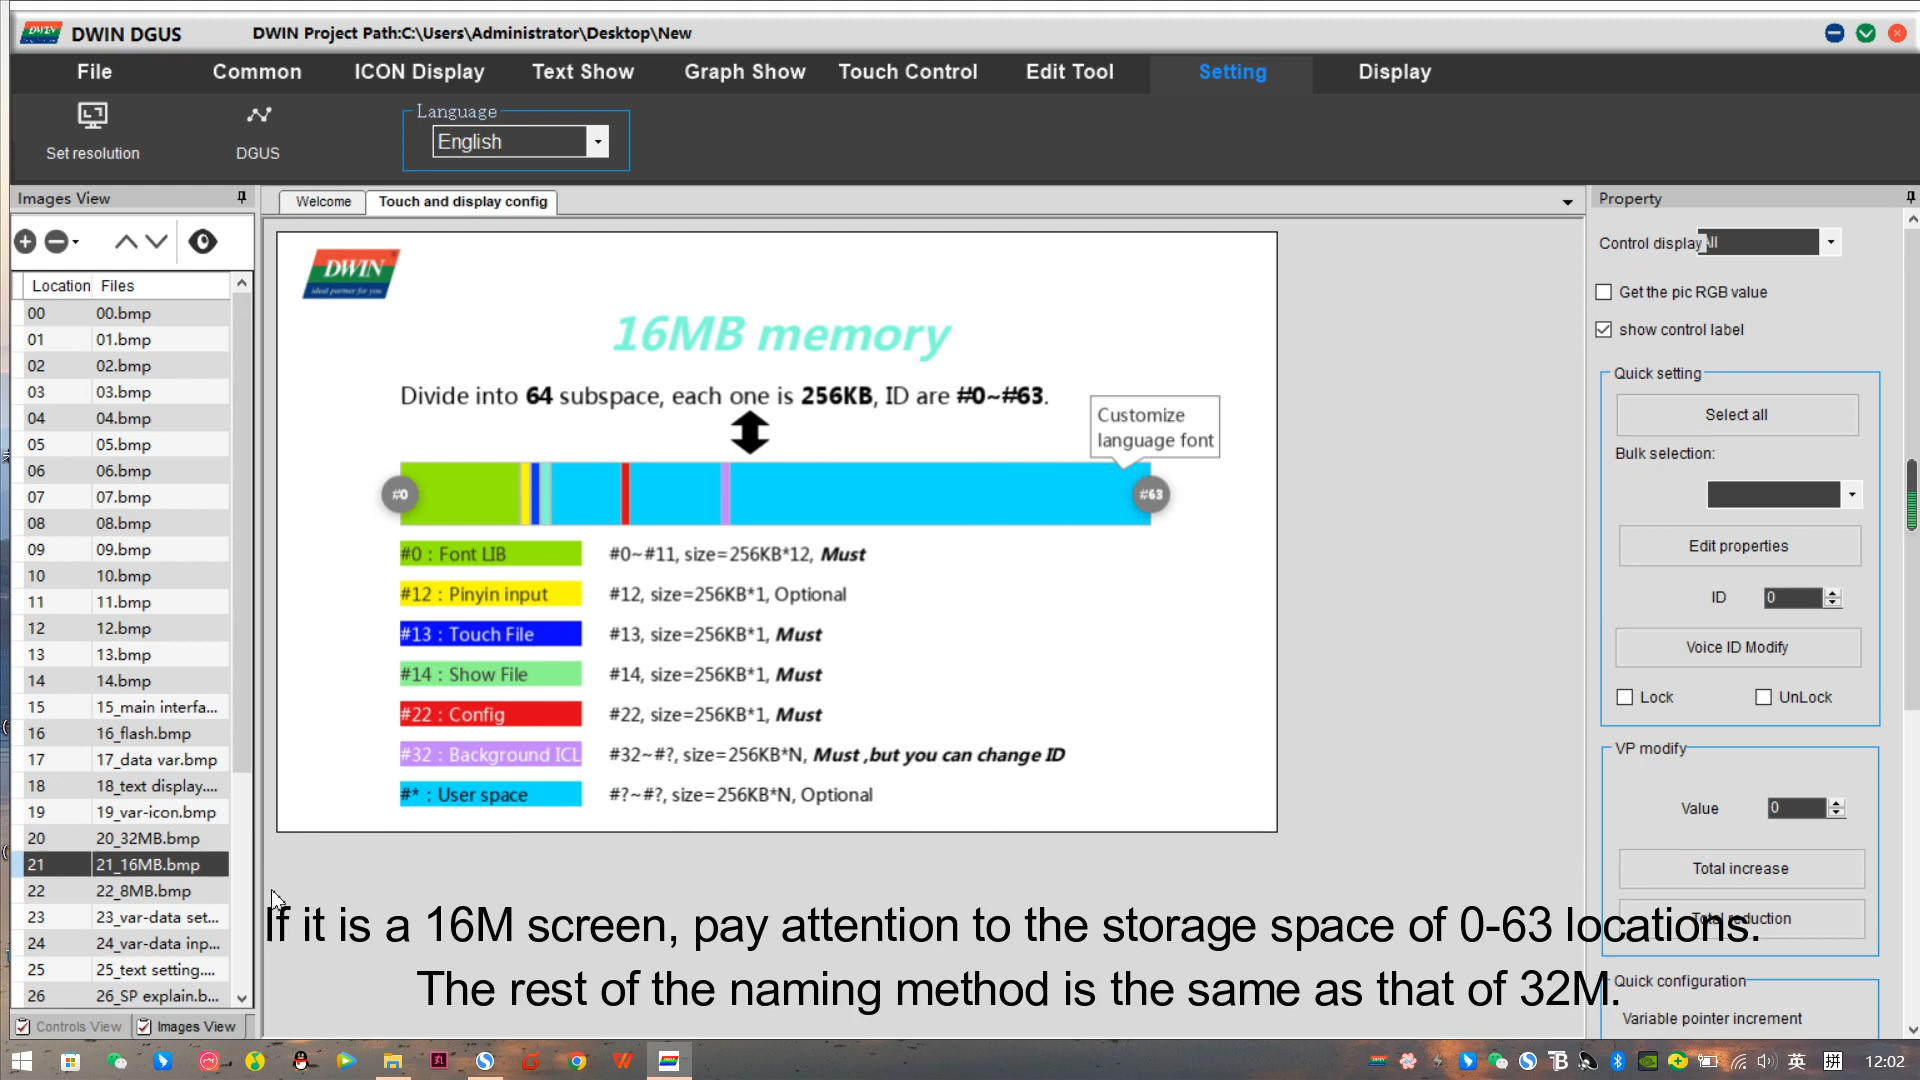 DWIN DGUS
DWIN Project Path:C:\Users\Administrator\Desktop\New
File
Common
ICON Display
Text Show
Graph Show
Touch Control
Edit Tool
Setting
Display
Set resolution
DGUS
Language
English
Images View
Location
Files
00 00.bmp
01 01.bmp
02 02.bmp
03 03.bmp
04 04.bmp
05 05.bmp
06 06.bmp
07 07.bmp
08 08.bmp
09 09.bmp
10 10.bmp
11 11.bmp
12 12.bmp
13 13.bmp
14 14.bmp
15 15_main interfa...
16 16_flash.bmp
17 17_data var.bmp
18 18_text display....
19 19_var-icon.bmp
20 20_32MB.bmp
21 21_16MB.bmp
22 22_8MB.bmp
23 23_var-data set...
24 24_var-data inp...
25 25_text setting....
26 26_SP explain.b...
Controls View
Images View
Welcome
Touch and display config
DWIN
ideal partner for you
16MB memory
Divide into 64 subspace, each one is 256KB, ID are #0~#63.
Customize
language font
#0
#63
#0 : Font LIB #0~#11, size=256KB*12, Must
#12 : Pinyin input #12, size=256KB*1, Optional
#13 : Touch File #13, size=256KB*1, Must
#14 : Show File #14, size=256KB*1, Must
#22 : Config #22, size=256KB*1, Must
#32 : Background ICL #32~#?, size=256KB*N, Must ,but you can change ID
#* : User space #?~#?, size=256KB*N, Optional
If it is a 16M screen, pay attention to the storage space of 0-63 locations.
The rest of the naming method is the same as that of 32M.
Property
Control display
Get the pic RGB value
show control label
Quick setting
Select all
Bulk selection:
Edit properties
ID 0
Voice ID Modify
Lock
UnLock
VP modify
Value 0
Total increase
Total reduction
Quick configuration
Variable pointer increment
英
拼
12:02